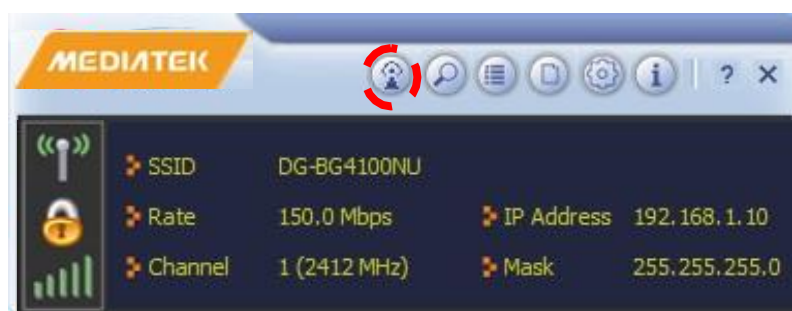 MEDIATEK
i ? ×
SSID DG-BG4100NU
Rate 150.0 Mbps IP Address 192.168.1.10
Channel 1 (2412 MHz) Mask 255.255.255.0